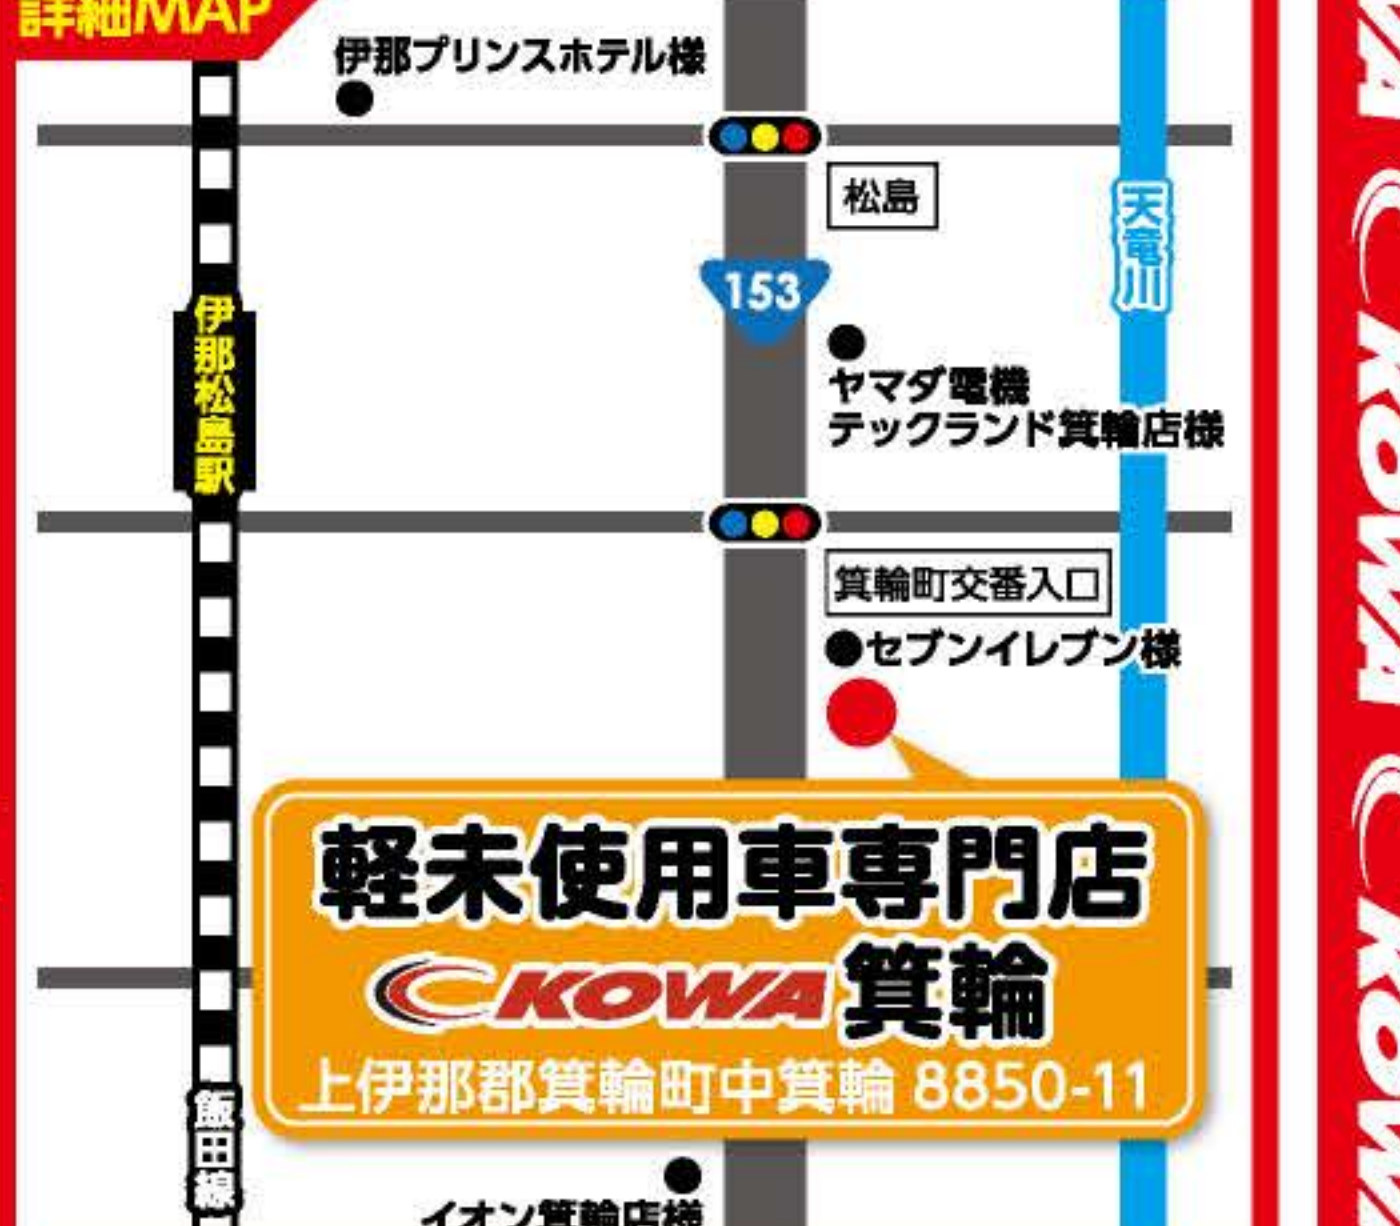 詳細MAP
伊那プリンスホテル様
松島
天竜川
153
伊那松島駅
ヤマダ電機
テックランド箕輪店様
箕輪町交番入口
セブンイレブン様
軽未使用車専門店
KOWA 箕輪
上伊那郡箕輪町中箕輪 8850-11
飯田線
イオン箕輪店様
WA
KOWA
KOWA